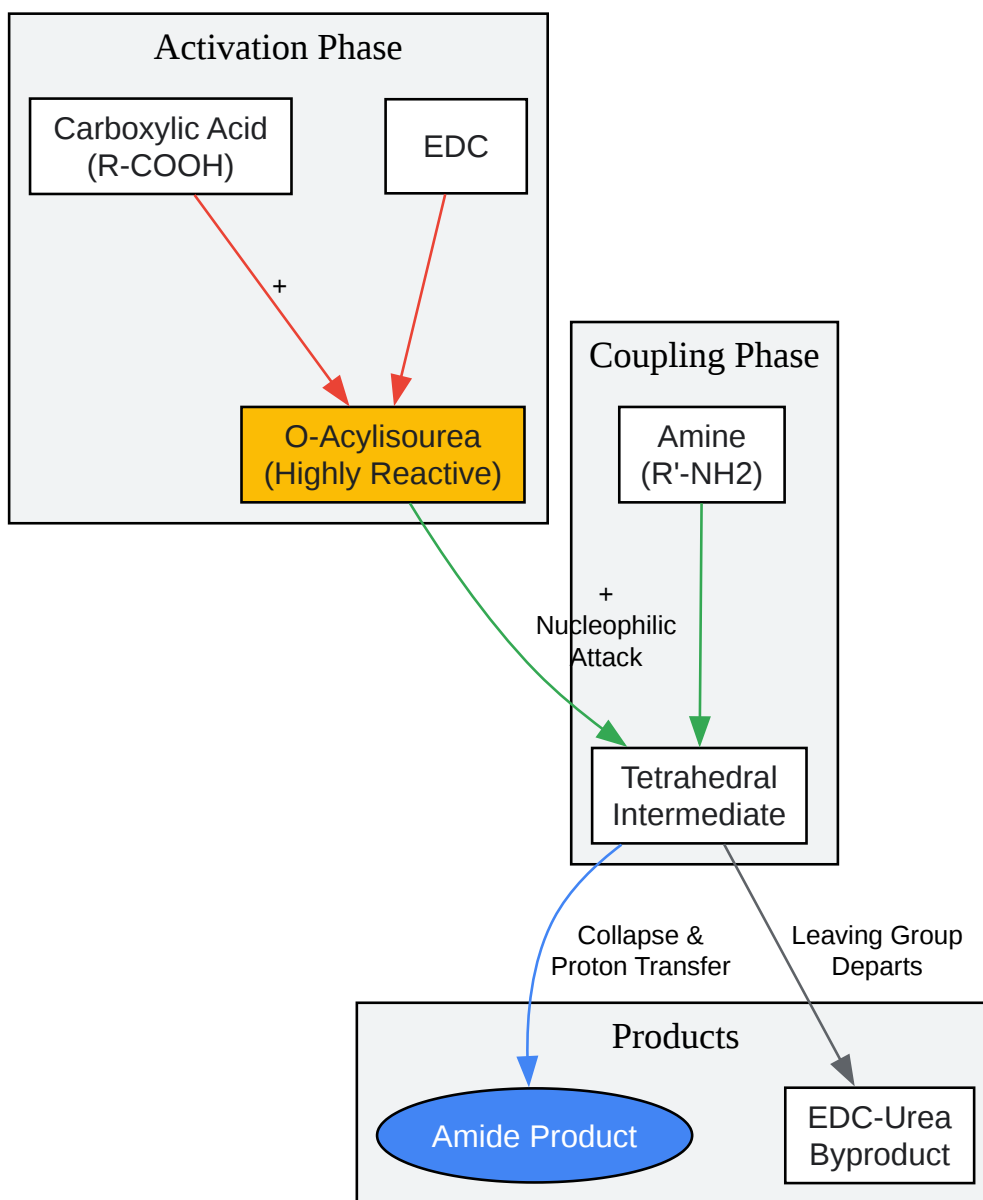 Activation Phase
Carboxylic Acid
(R-COOH)
EDC
+
O-Acylisourea
(Highly Reactive)
Coupling Phase
Amine
(R'-NH2)
+
Nucleophilic
Attack
Tetrahedral
Intermediate
Collapse &
Proton Transfer
Leaving Group
Departs
Products
Amide Product
EDC-Urea
Byproduct